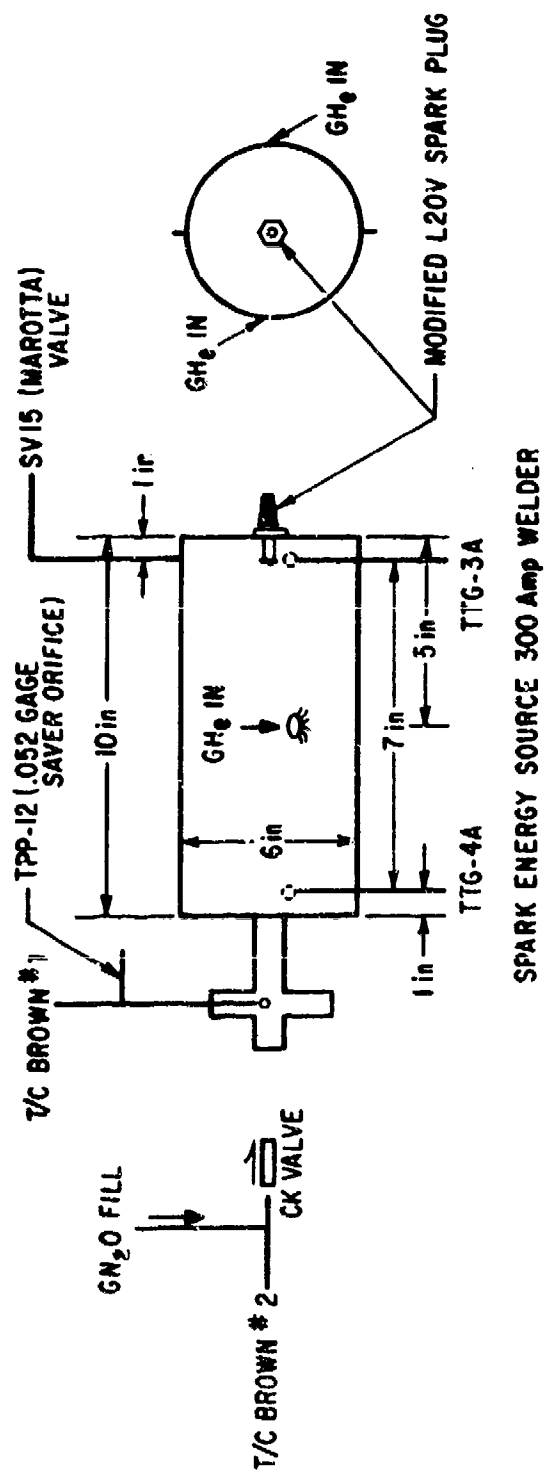 GN2O FILL
T/C BROWN #2
CK VALVE
T/C BROWN #1
TPP-12 (.052 GAGE
SAVER ORIFICE)
SV15 (MAROTTA)
VALVE
1 in
10 in
6 in
GHe IN
5 in
7 in
1 in
TTG-4A
TTG-3A
GHe IN
GHe IN
MODIFIED L20V SPARK PLUG
SPARK ENERGY SOURCE 300 Amp WELDER